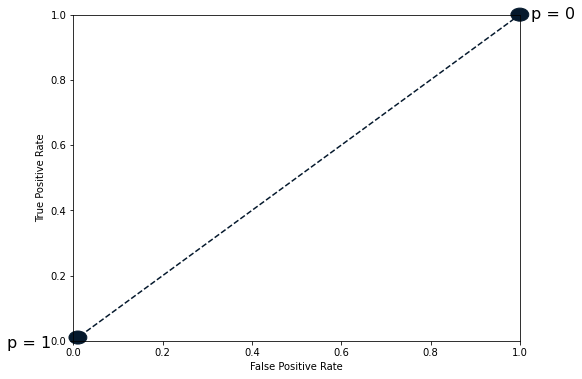 1.0
p = 0
0.8
0.6
0.4
0.2
0.0
True Positive Rate
p = 1
0.0 0.2 0.4 0.6 0.8 1.0
False Positive Rate